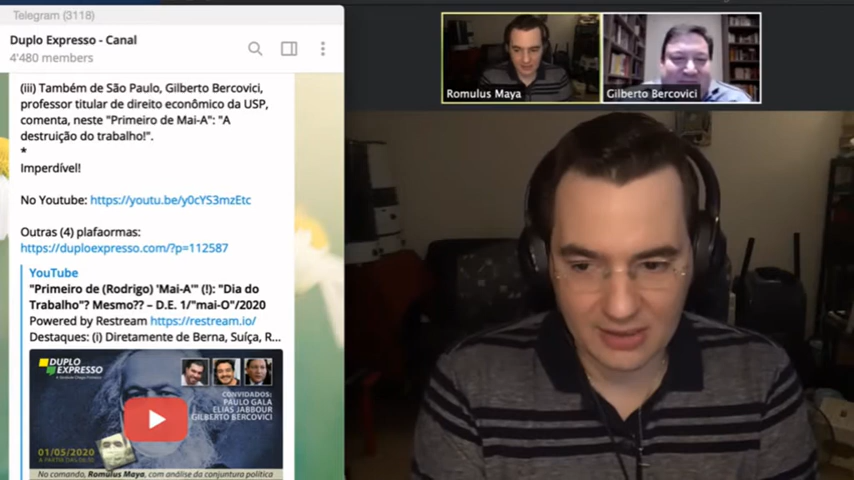 Telegram (3118)
Duplo Expresso - Canal
4'480 members
(iii) Também de São Paulo, Gilberto Bercovici,
professor titular de direito econômico da USP,
comenta, neste "Primeiro de Mai-A": "A
destruição do trabalho!".
*
Imperdível!
No Youtube: https://youtu.be/y0cYS3mzEtc
Outras (4) plafaormas:
https://duploexpresso.com/?p=112587
YouTube
"Primeiro de (Rodrigo) 'Mai-A'" (!): "Dia do
Trabalho"? Mesmo?? – D.E. 1/"mai-O"/2020
Powered by Restream https://restream.io/
Destaques: (i) Diretamente de Berna, Suíça, R...
DUPLO
EXPRESSO
CONVIDADOS:
PAULO GALA
ELIAS JABBOUR
GILBERTO BERCOVICI
01/05/2020
No comando, Romulus Maya, com análise da conjuntura política
Romulus Maya
Gilberto Bercovici